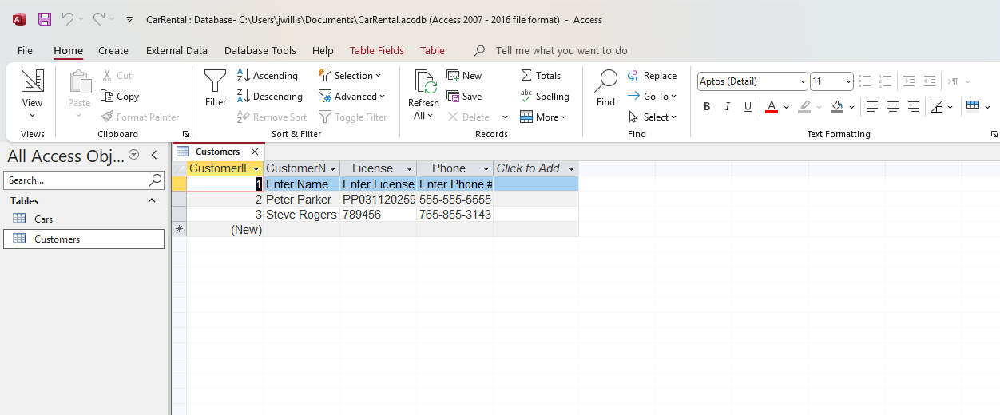 CarRental : Database- C:\Users\jwillis\Documents\CarRental.accdb (Access 2007 - 2016 file format) - Access
File Home Create External Data Database Tools Help Table Fields Table Tell me what you want to do
View
Views
Paste
Cut
Copy
Format Painter
Clipboard
Filter
Ascending
Descending
Remove Sort
Selection
Advanced
Toggle Filter
Sort & Filter
Refresh
All
New
Save
Delete
Totals
Spelling
More
Records
Find
Replace
Go To
Select
Find
Aptos (Detail) 11
B I U A
Text Formatting
All Access Obj...
Search...
Tables
Cars
Customers
Customers
CustomerID CustomerN License Phone Click to Add
1 Enter Name Enter License Enter Phone #
2 Peter Parker PP031120259 555-555-5555
3 Steve Rogers 789456 765-855-3143
(New)